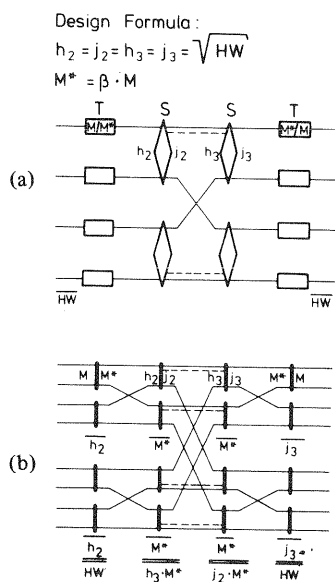 Design Formula:
h₂ = j₂ = h₃ = j₃ = √HW
M* = β · M
T S S T
M/M* M*/M
h₂ j₂ h₃ j₃
(a)
HW HW
M M* h₂ j₂ h₃ j₃ M* M
h₂ M* M* j₃
(b)
h₂ M* M* j₃ =
HW h₃·M* j₂·M* HW